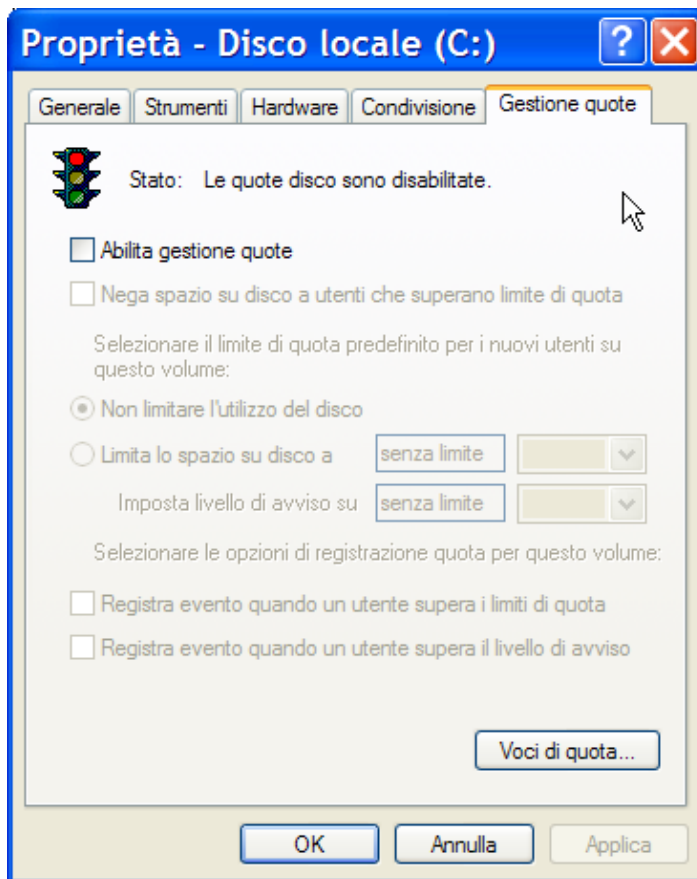 Proprietà - Disco locale (C:)
Generale Strumenti Hardware Condivisione Gestione quote
Stato: Le quote disco sono disabilitate.
Abilita gestione quote
Nega spazio su disco a utenti che superano limite di quota
Selezionare il limite di quota predefinito per i nuovi utenti su
questo volume:
Non limitare l'utilizzo del disco
Limita lo spazio su disco a senza limite
Imposta livello di avviso su senza limite
Selezionare le opzioni di registrazione quota per questo volume:
Registra evento quando un utente supera i limiti di quota
Registra evento quando un utente supera il livello di avviso
Voci di quota...
OK Annulla Applica